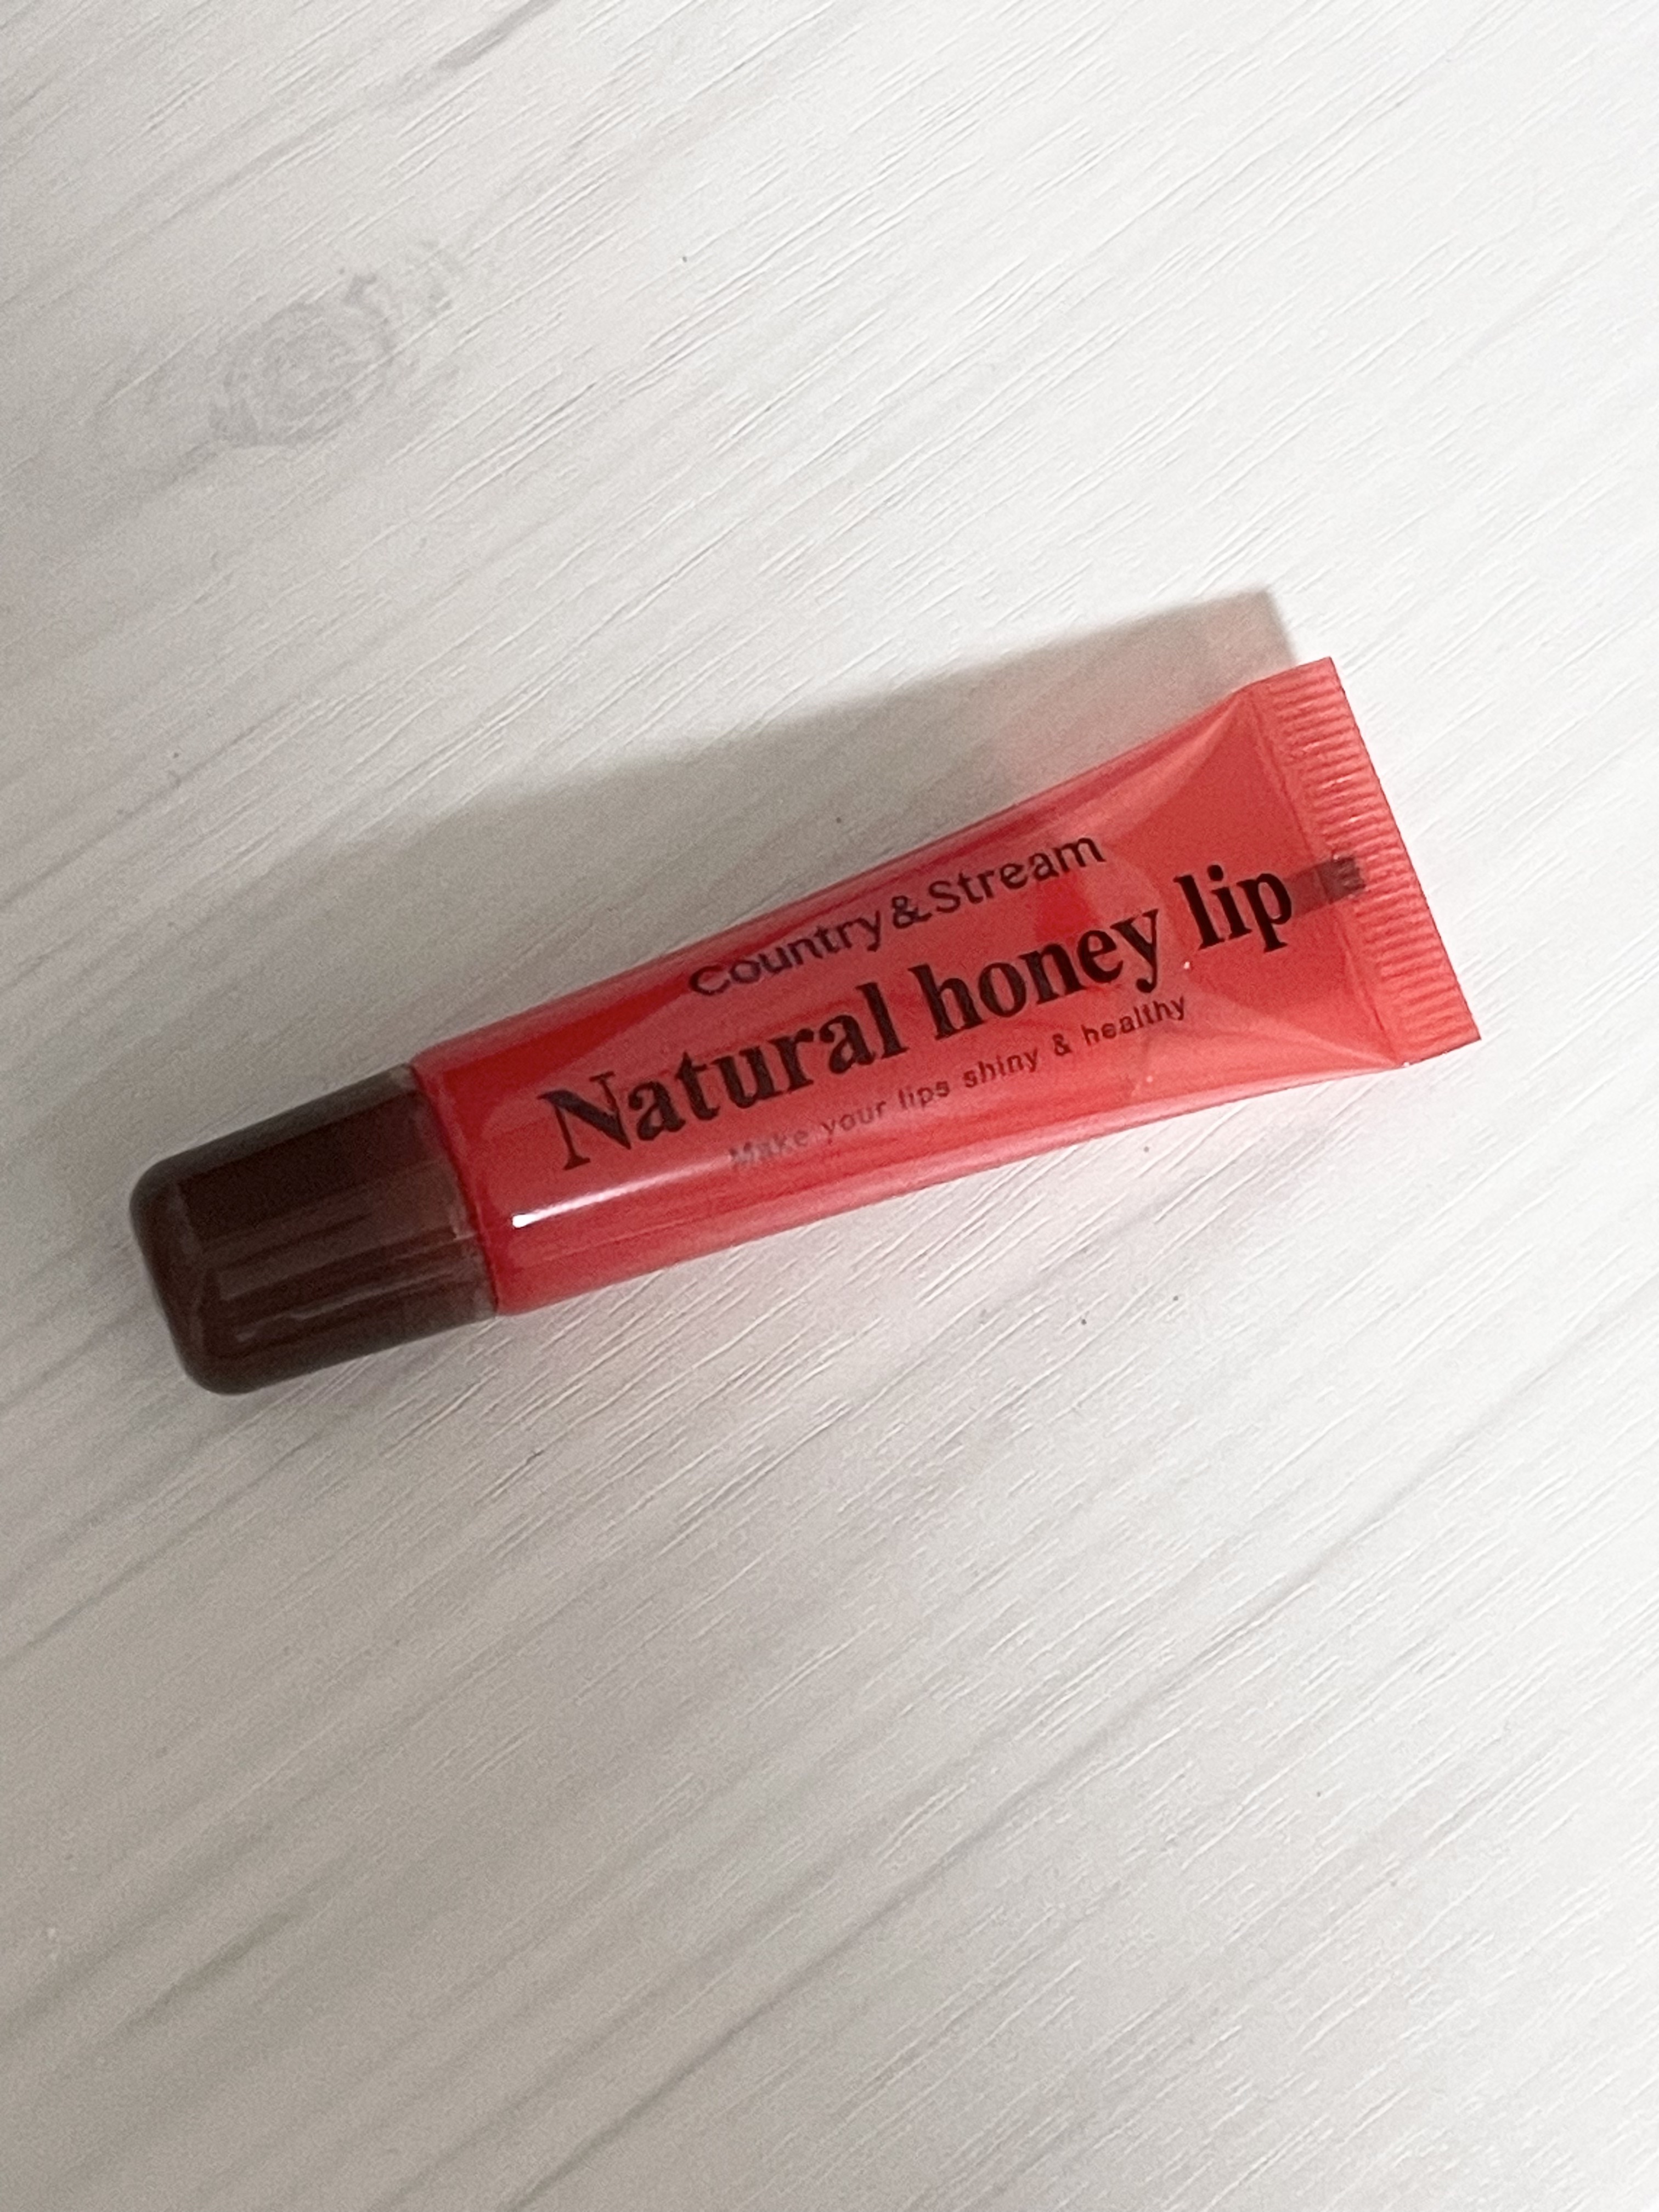 Country&Stream
Natural honey lip
Make your lips shiny & healthy